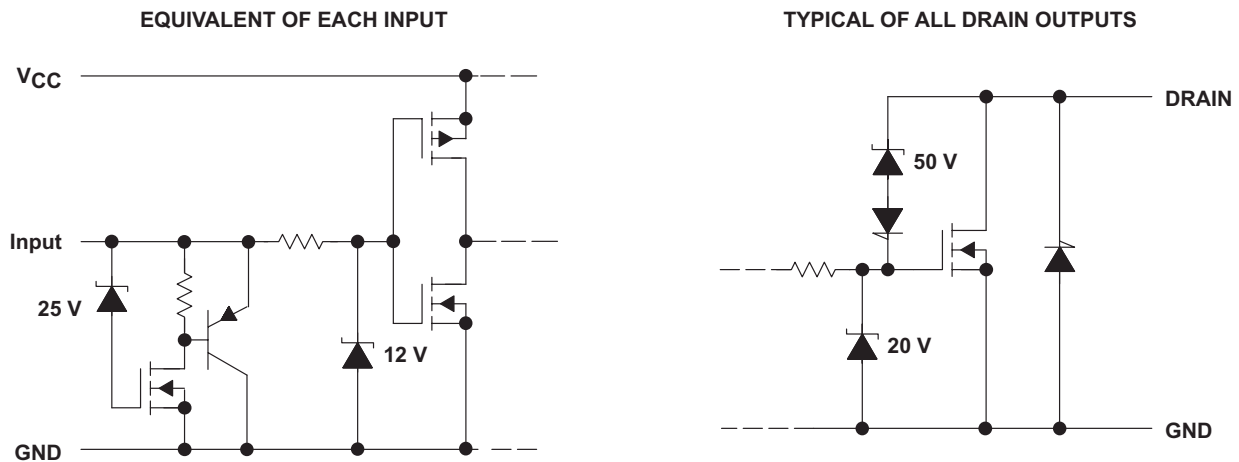 EQUIVALENT OF EACH INPUT
VCC
Input
25 V
12 V
GND
TYPICAL OF ALL DRAIN OUTPUTS
DRAIN
50 V
20 V
GND